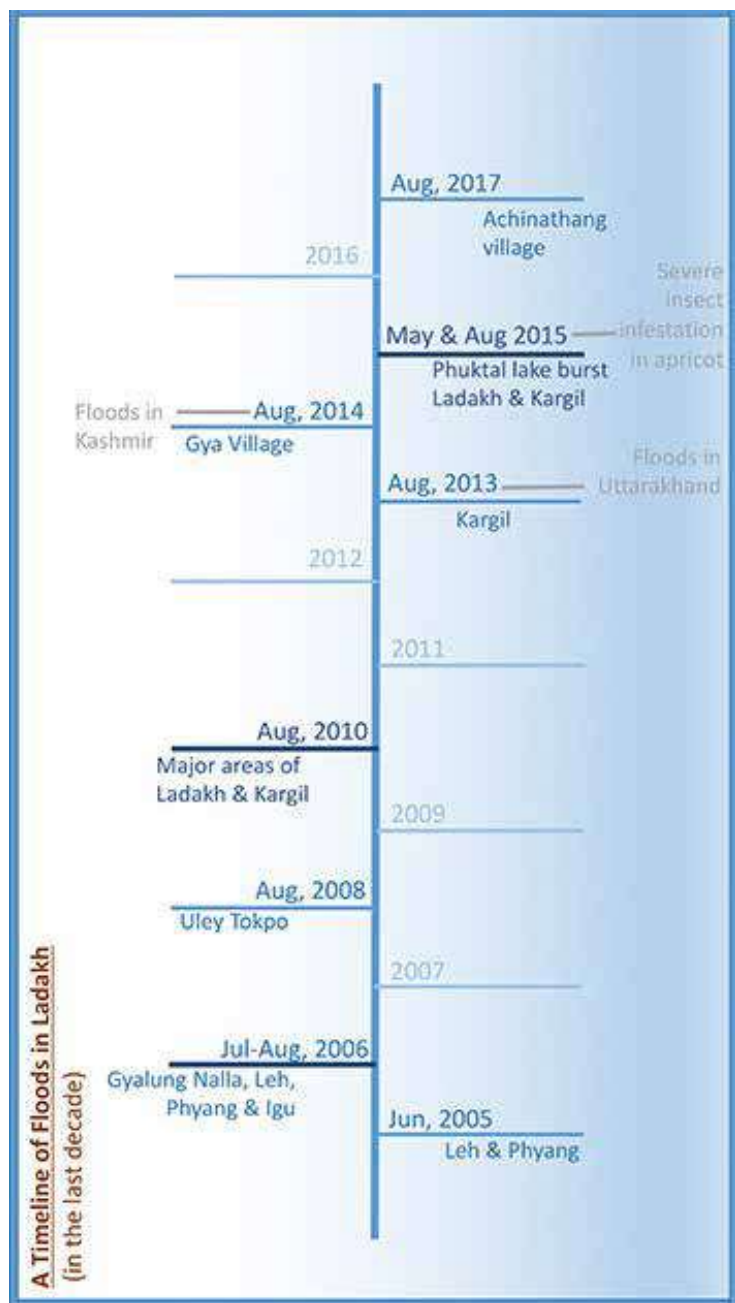 Aug, 2017
Achinathang
village
2016
Severe
insect
infestation
in apricot
May & Aug 2015
Phuktal lake burst
Ladakh & Kargil
Floods in
Kashmir
Aug, 2014
Gya Village
Floods in
Uttarakhand
Aug, 2013
Kargil
2012
2011
Aug, 2010
Major areas of
Ladakh & Kargil
2009
Aug, 2008
Uley Tokpo
2007
Jul-Aug, 2006
Gyalung Nalla, Leh,
Phyang & Igu
Jun, 2005
Leh & Phyang
A Timeline of Floods in Ladakh
(in the last decade)